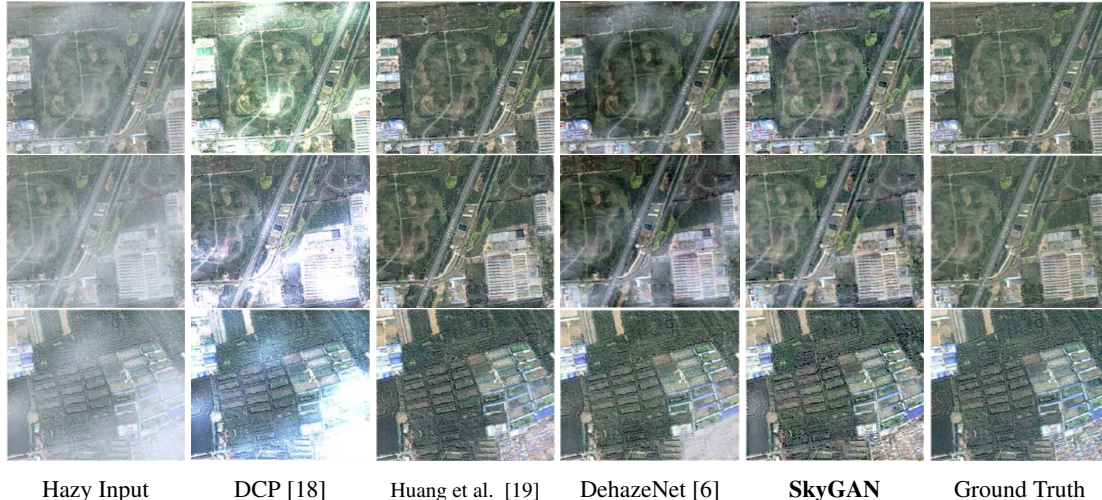 Hazy Input DCP [18] Huang et al. [19] DehazeNet [6] SkyGAN Ground Truth